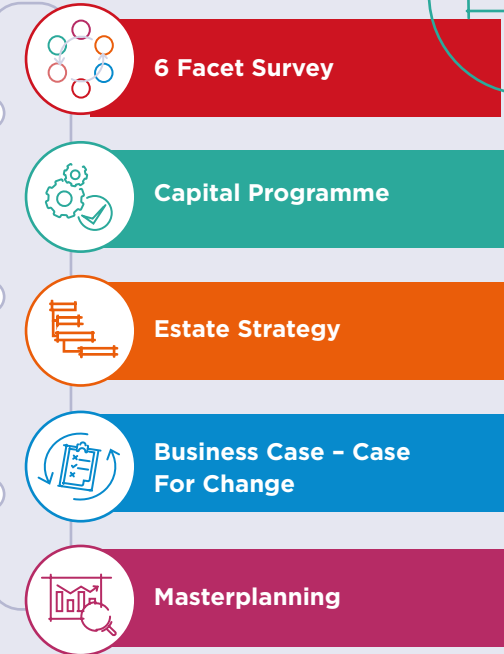 6 Facet Survey
Capital Programme
Estate Strategy
Business Case – Case
For Change
Masterplanning